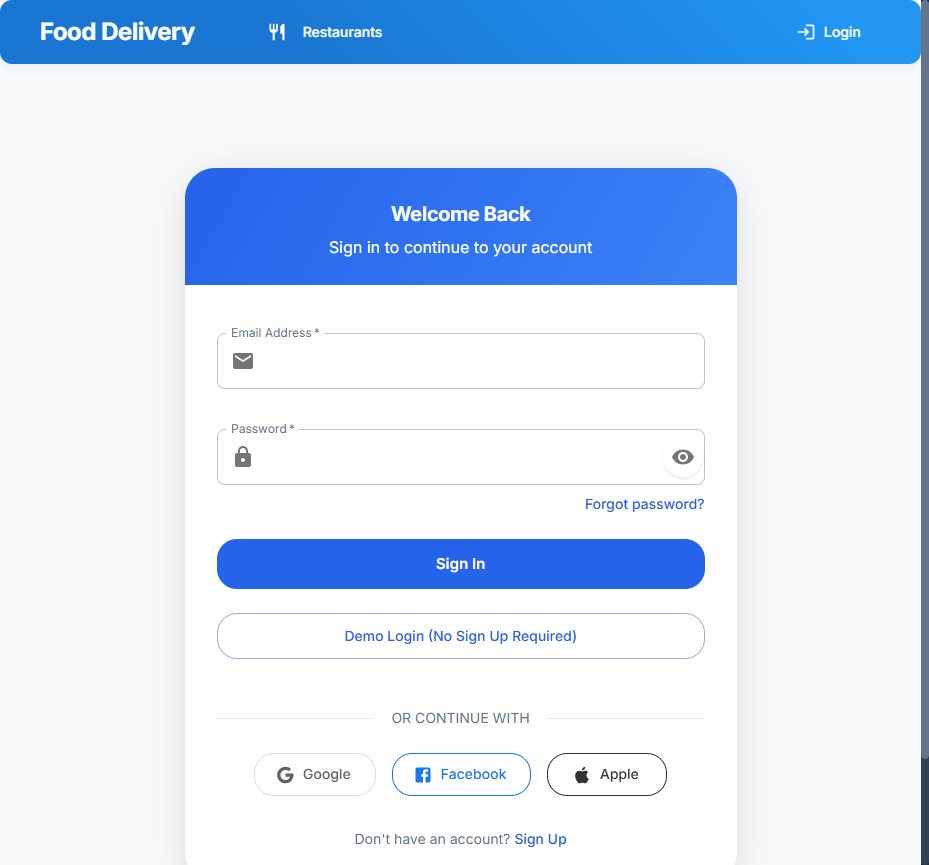 Food Delivery
Restaurants
Login
Welcome Back
Sign in to continue to your account
Email Address *
Password *
Forgot password?
Sign In
Demo Login (No Sign Up Required)
OR CONTINUE WITH
Google
Facebook
Apple
Don't have an account? Sign Up